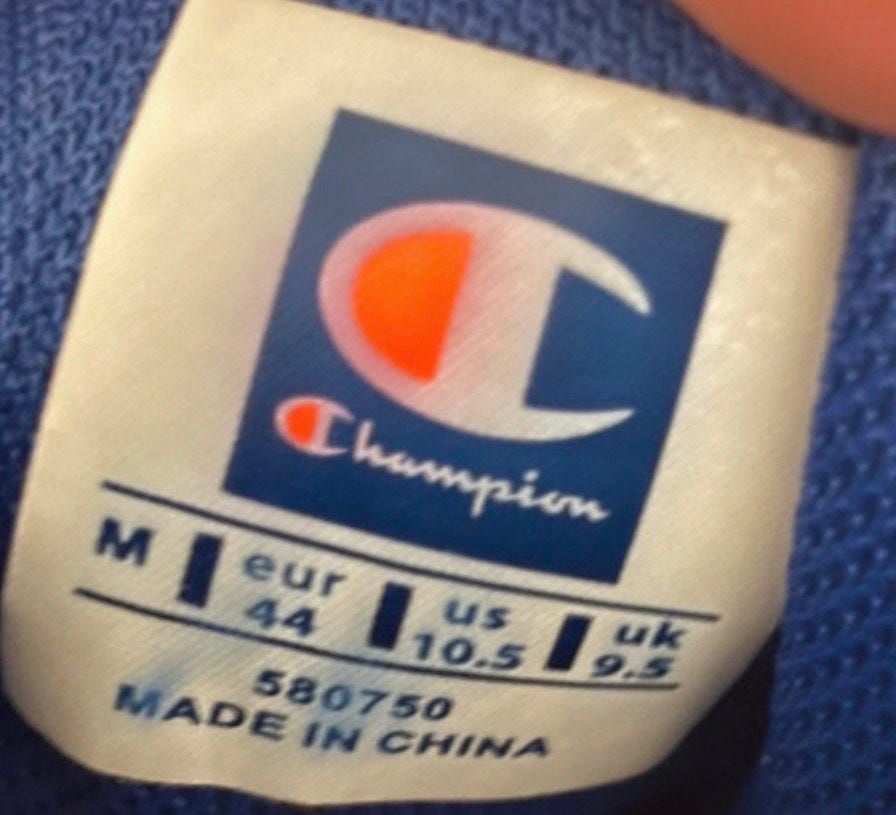 Champion
M eur us uk
44 10.5 9.5
580750
MADE IN CHINA